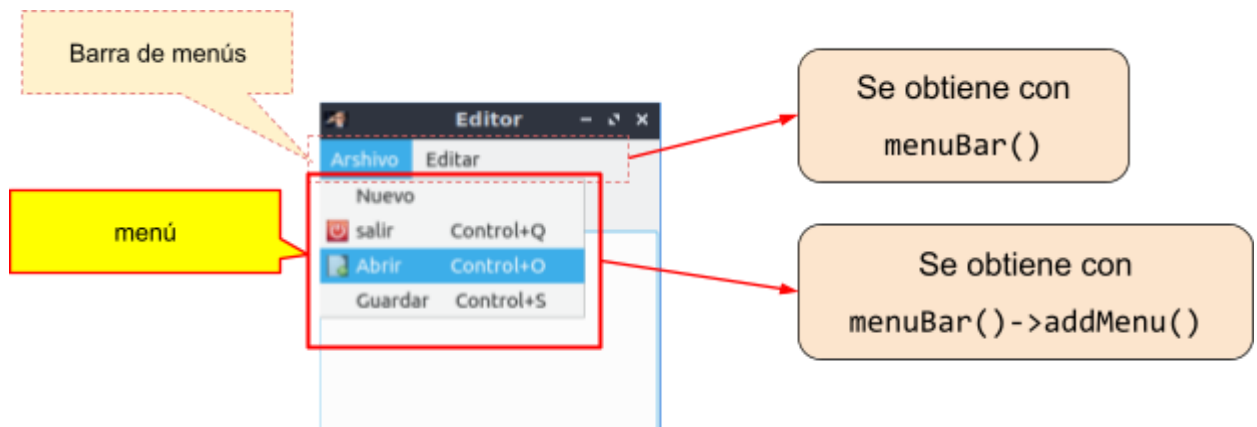 Barra de menús
Se obtiene con
menuBar()
Editor
Arshivo Editar
Nuevo
menú
salir Control+Q
Abrir Control+O
Guardar Control+S
Se obtiene con
menuBar()->addMenu()